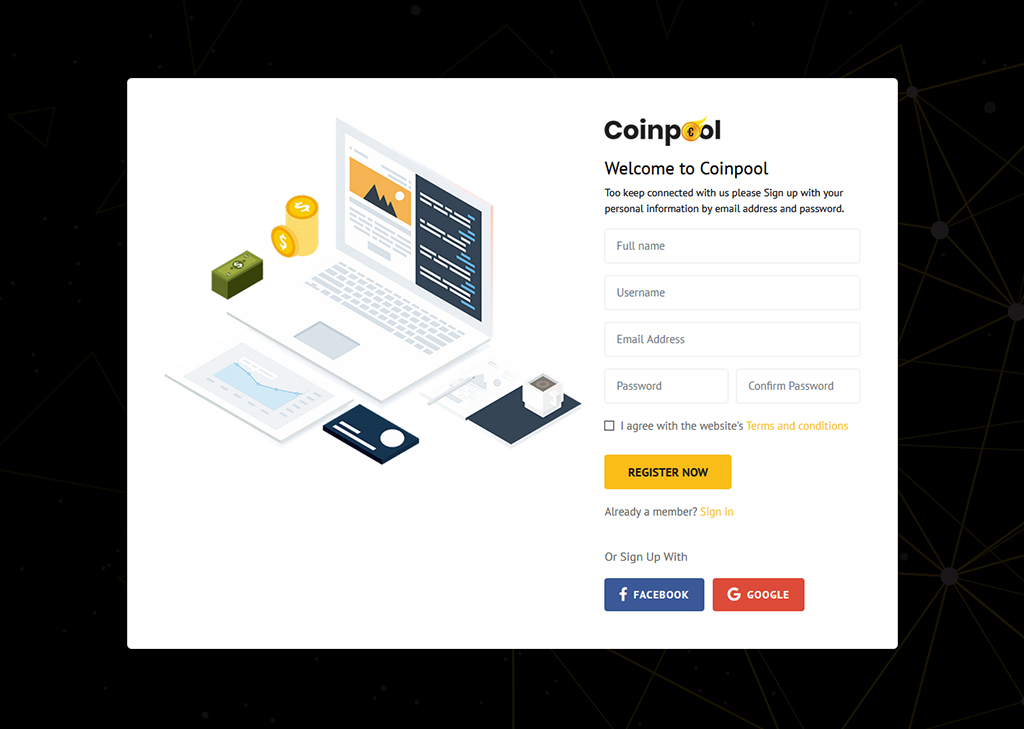 Coinpool
Welcome to Coinpool
Too keep connected with us please Sign up with your
personal information by email address and password.
Full name
Username
Email Address
Password Confirm Password
I agree with the website's Terms and conditions
REGISTER NOW
Already a member? Sign in
Or Sign Up With
FACEBOOK GOOGLE